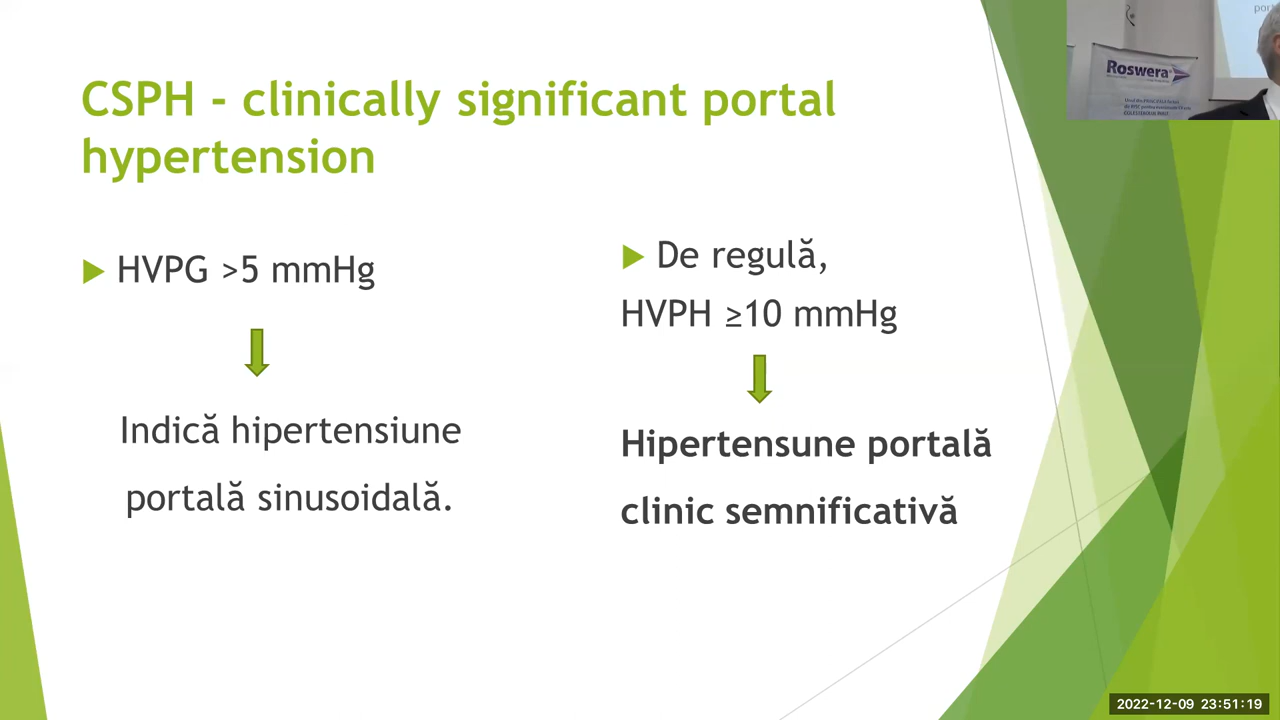 CSPH - clinically significant portal
hypertension
HVPG >5 mmHg
Indică hipertensiune
portală sinusoidală.
De regulă,
HVPH ≥10 mmHg
Hipertensune portală
clinic semnificativă
Roswera
2022-12-09 23:51:19